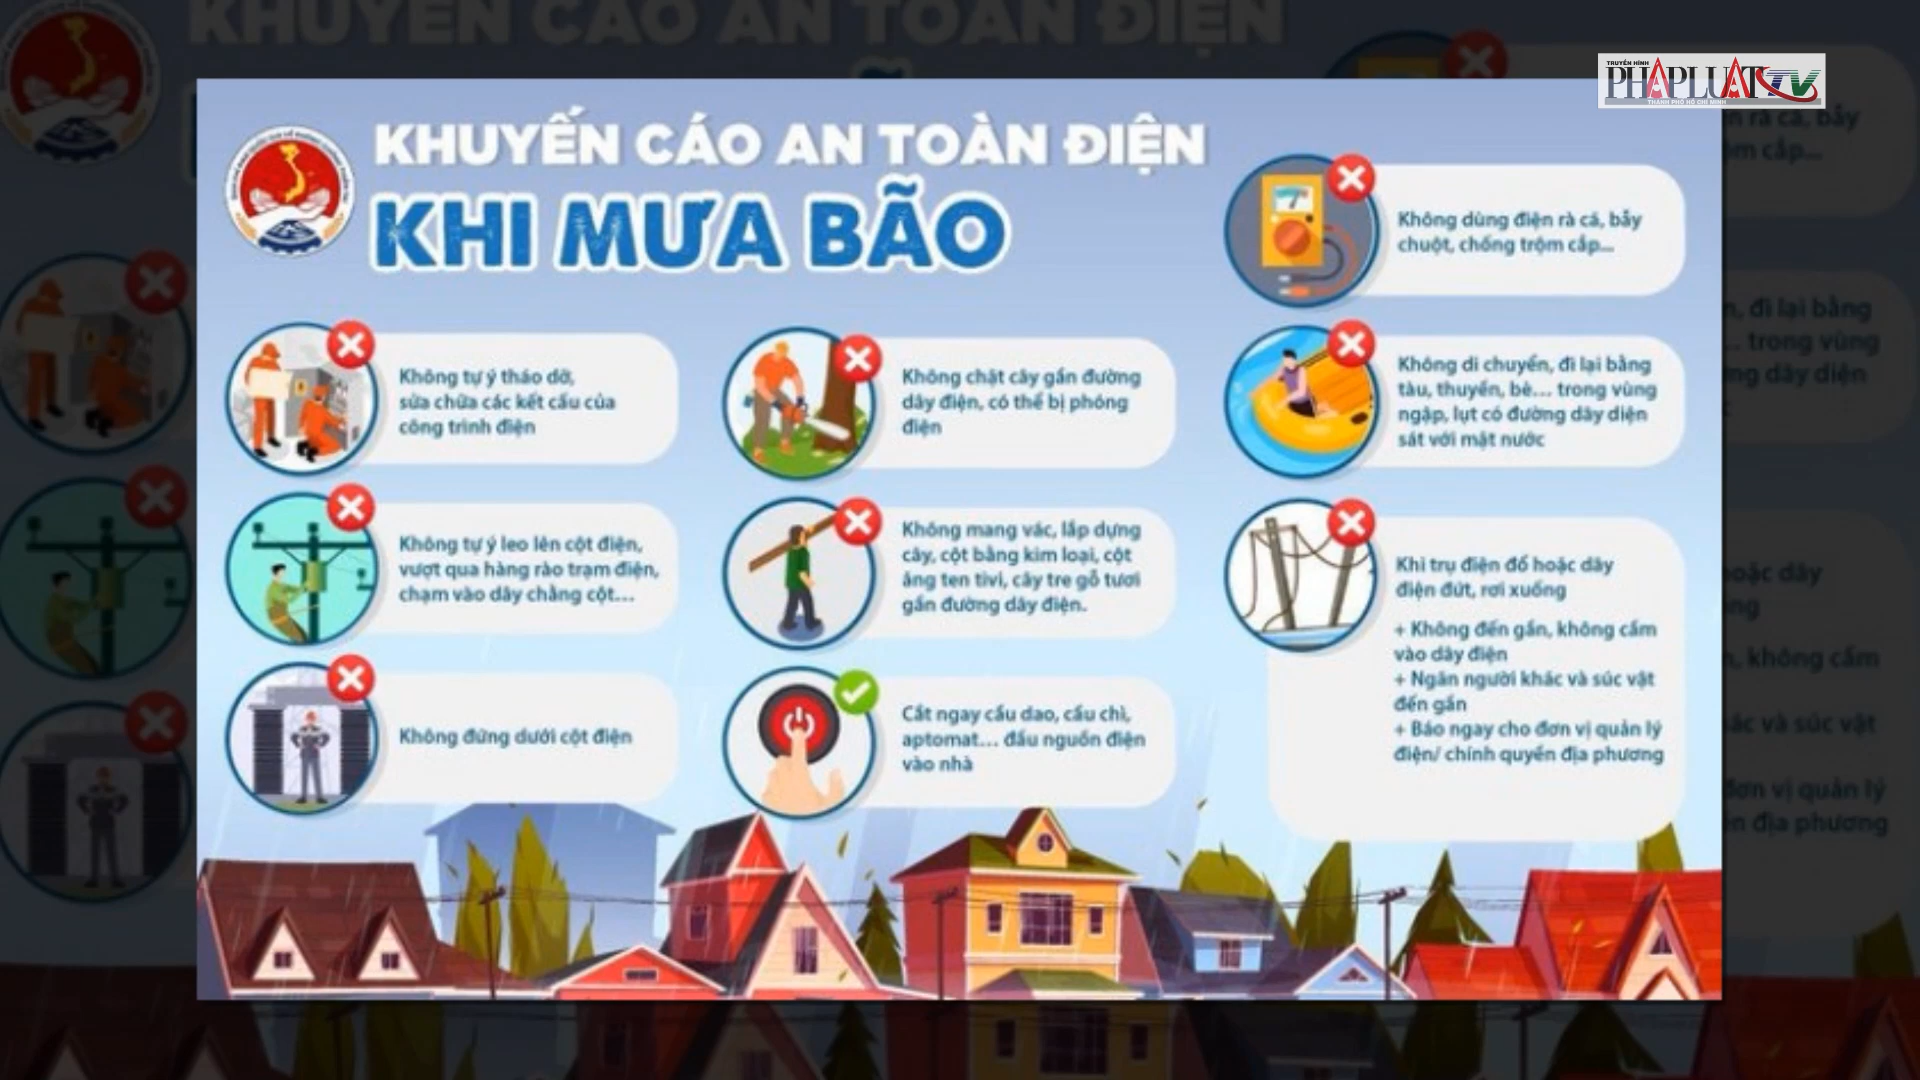 TRUYỀN HÌNH
PHÁPLUẬT TV
THÀNH PHỐ HỒ CHÍ MINH
KHUYẾN CÁO AN TOÀN ĐIỆN
KHI MƯA BÃO
Không tự ý tháo dỡ,
sửa chữa các kết cấu của
công trình điện
Không tự ý leo lên cột điện,
vượt qua hàng rào trạm điện,
chạm vào dây chằng cột...
Không đứng dưới cột điện
Không chặt cây gần đường
dây điện, có thể bị phóng
điện
Không mang vác, lắp dựng
cây, cột bằng kim loại, cột
ăng ten tivi, cây tre gỗ tươi
gần đường dây điện.
Cắt ngay cầu dao, cầu chì,
aptomat... đầu nguồn điện
vào nhà
Không dùng điện rà cá, bẫy
chuột, chống trộm cắp...
Không di chuyển, đi lại bằng
tàu, thuyền, bè... trong vùng
ngập, lụt có đường dây điện
sát với mặt nước
Khi trụ điện đổ hoặc dây
điện đứt, rơi xuống
+ Không đến gần, không cầm
vào dây điện
+ Ngăn người khác và súc vật
đến gần
+ Báo ngay cho đơn vị quản lý
điện/ chính quyền địa phương